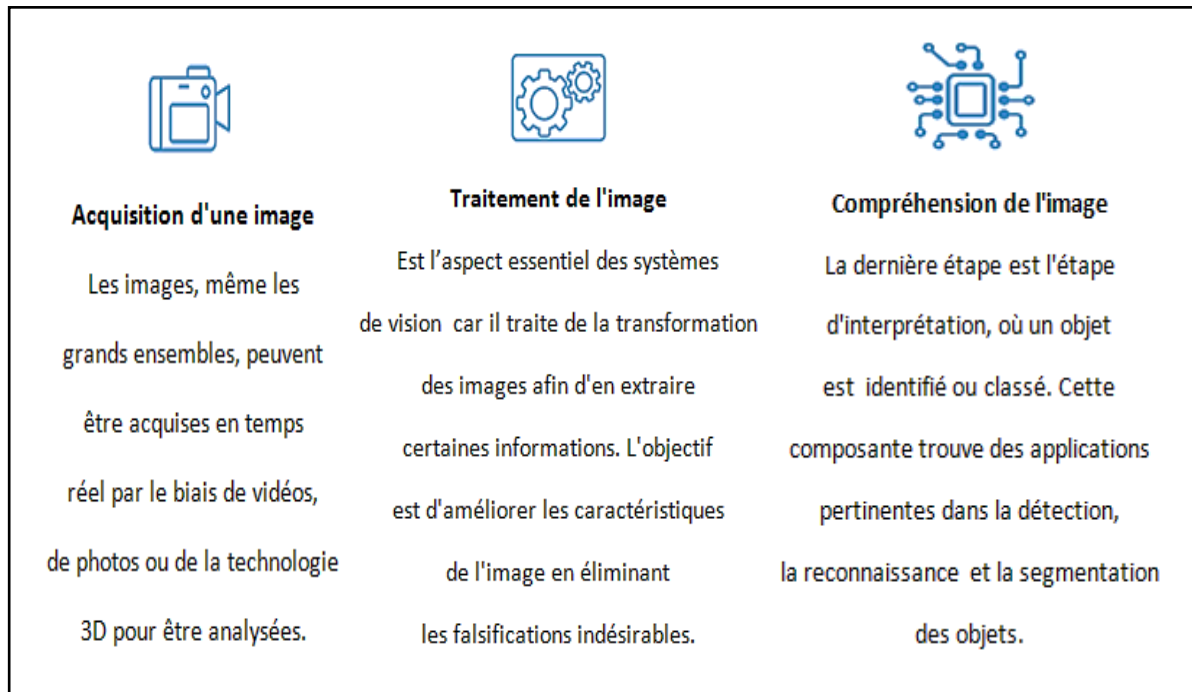 Acquisition d'une image
Les images, même les
grands ensembles, peuvent
être acquises en temps
réel par le biais de vidéos,
de photos ou de la technologie
3D pour être analysées.
Traitement de l'image
Est l’aspect essentiel des systèmes
de vision car il traite de la transformation
des images afin d'en extraire
certaines informations. L'objectif
est d'améliorer les caractéristiques
de l'image en éliminant
les falsifications indésirables.
Compréhension de l'image
La dernière étape est l'étape
d'interprétation, où un objet
est identifié ou classé. Cette
composante trouve des applications
pertinentes dans la détection,
la reconnaissance et la segmentation
des objets.